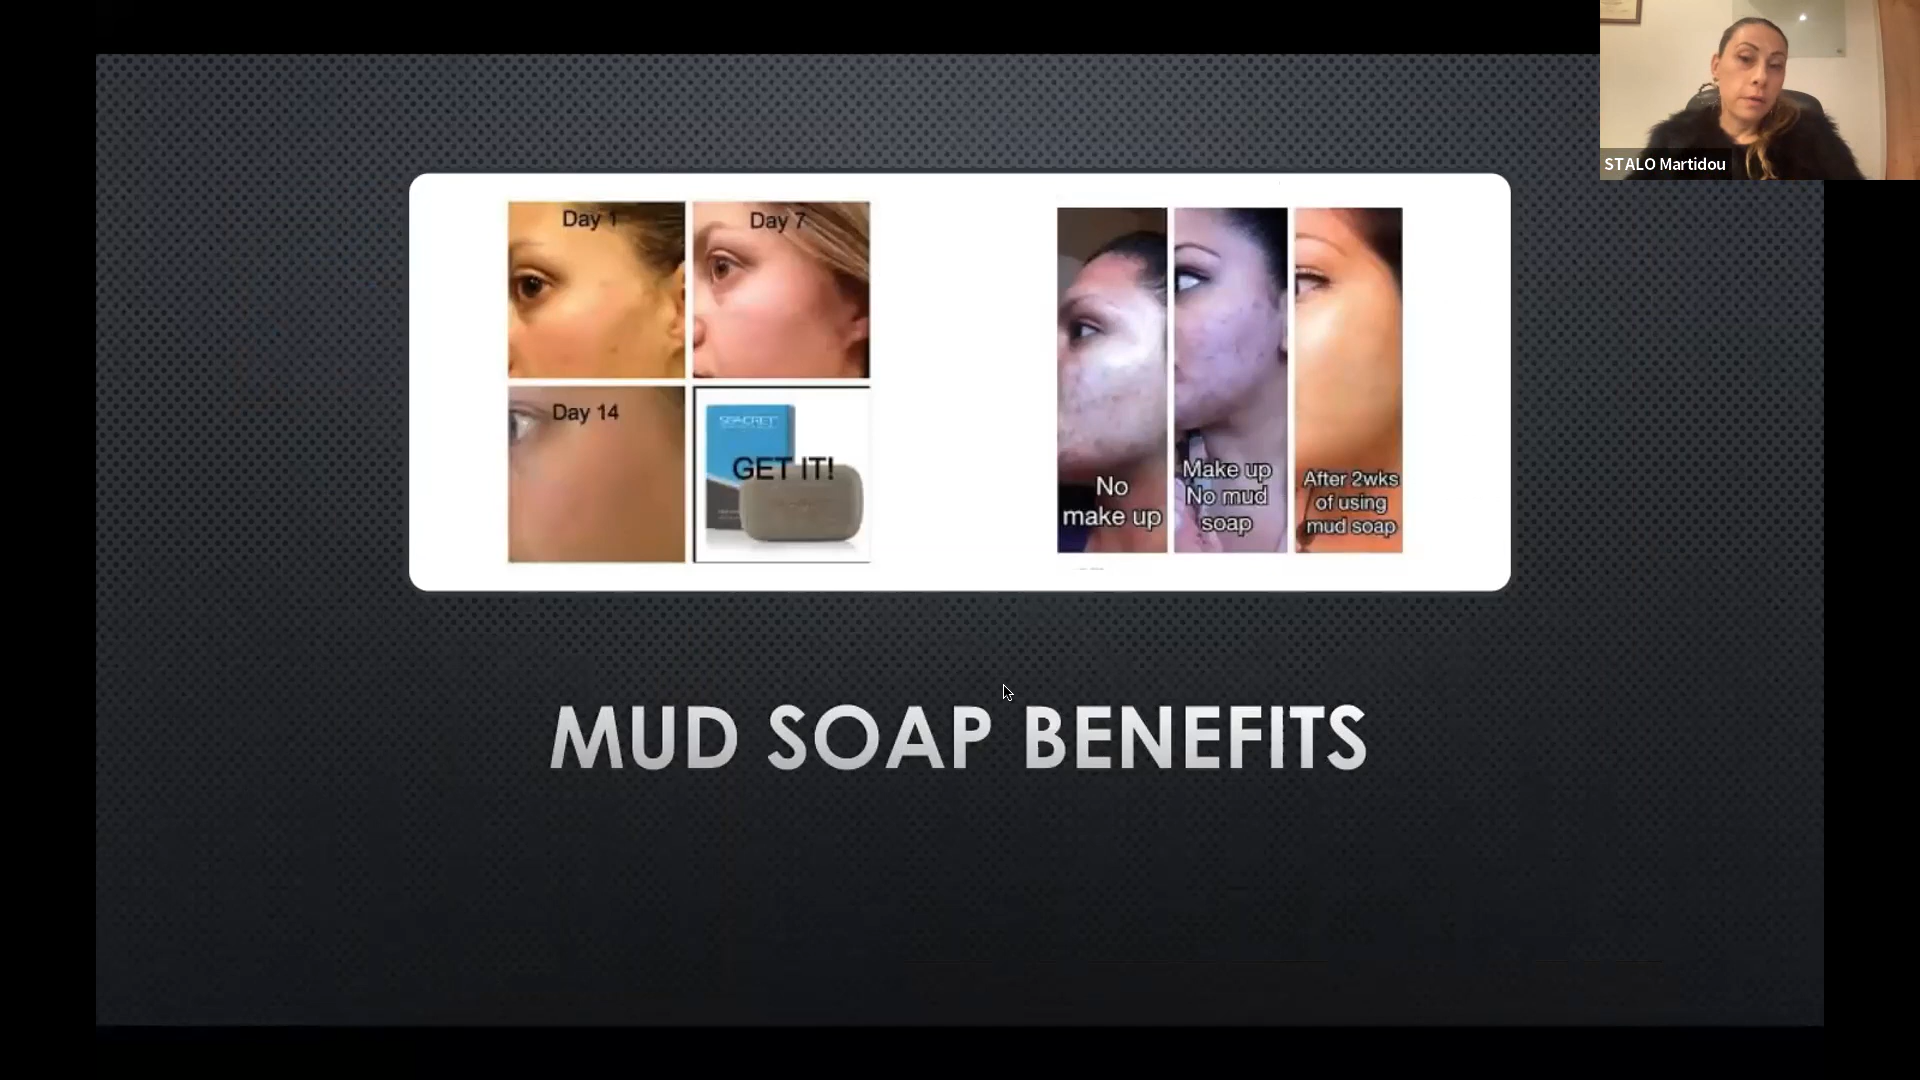 STALO Martidou
Day 1
Day 7
Day 14
SEACRET
GET IT!
No
make up
Make up
No mud
soap
After 2wks
of using
mud soap
MUD SOAP BENEFITS